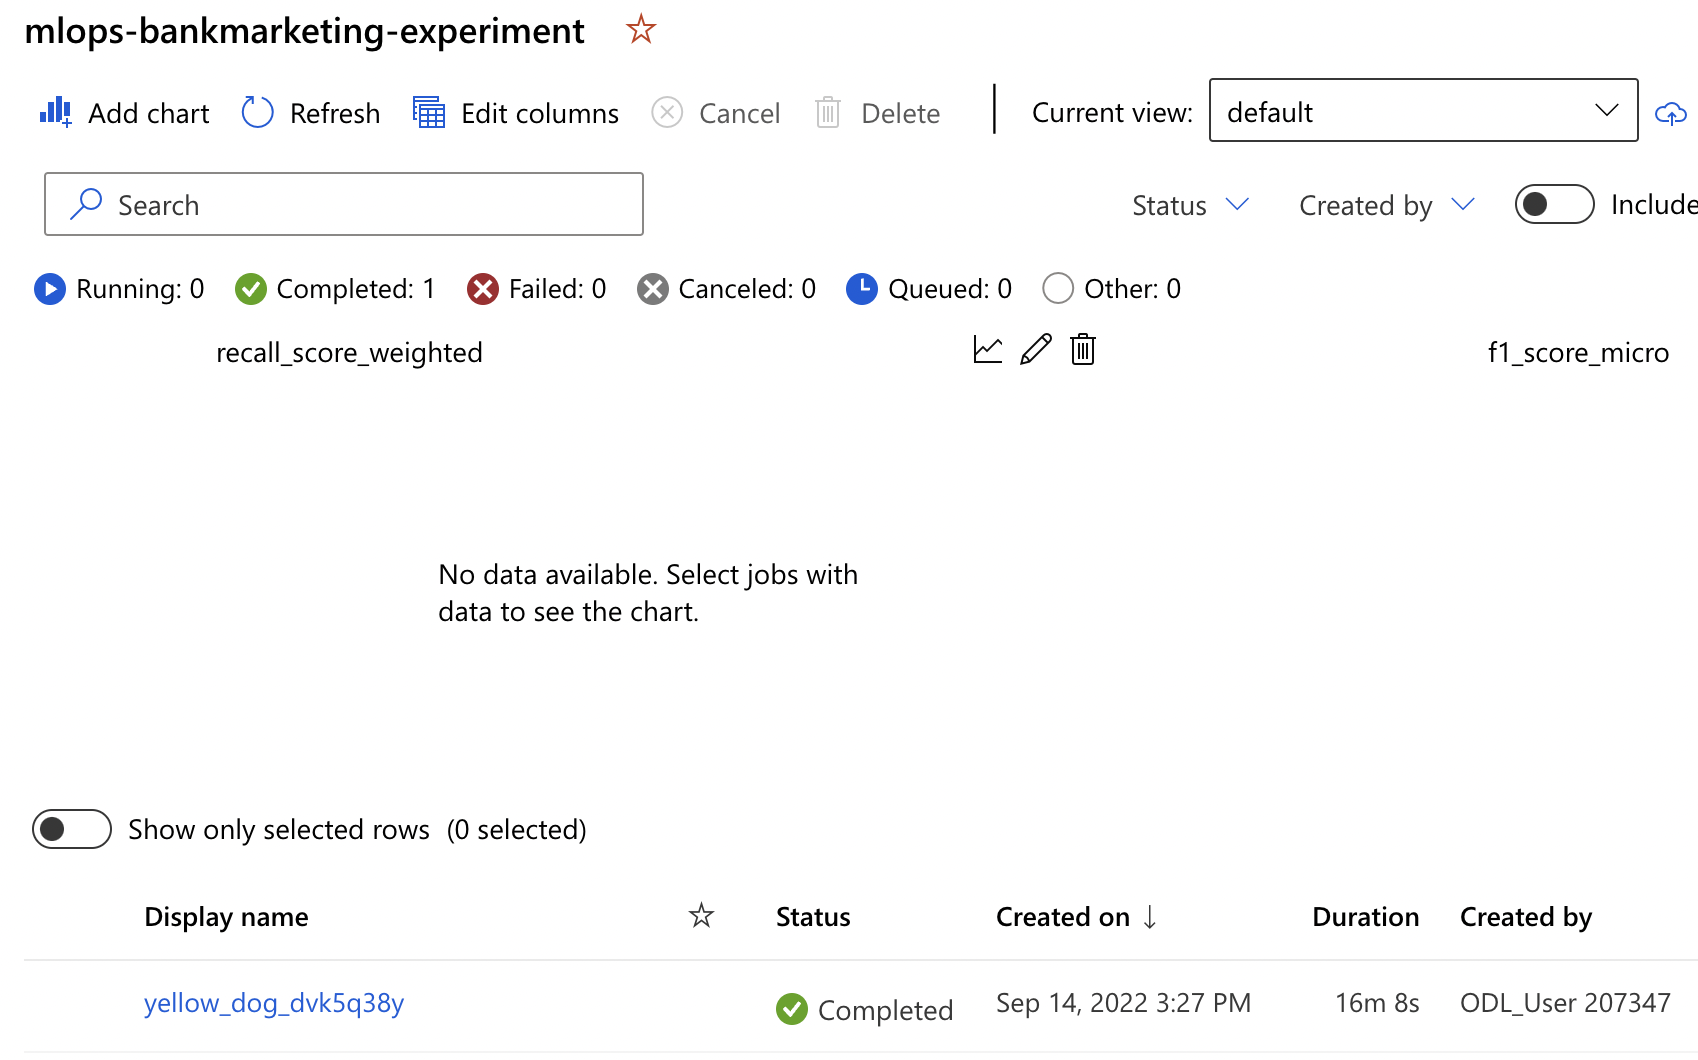 mlops-bankmarketing-experiment
Add chart Refresh Edit columns Cancel Delete Current view: default
Search Status Created by Include
Running: 0 Completed: 1 Failed: 0 Canceled: 0 Queued: 0 Other: 0
recall_score_weighted f1_score_micro
No data available. Select jobs with
data to see the chart.
Show only selected rows (0 selected)
Display name Status Created on ↓ Duration Created by
yellow_dog_dvk5q38y Completed Sep 14, 2022 3:27 PM 16m 8s ODL_User 207347